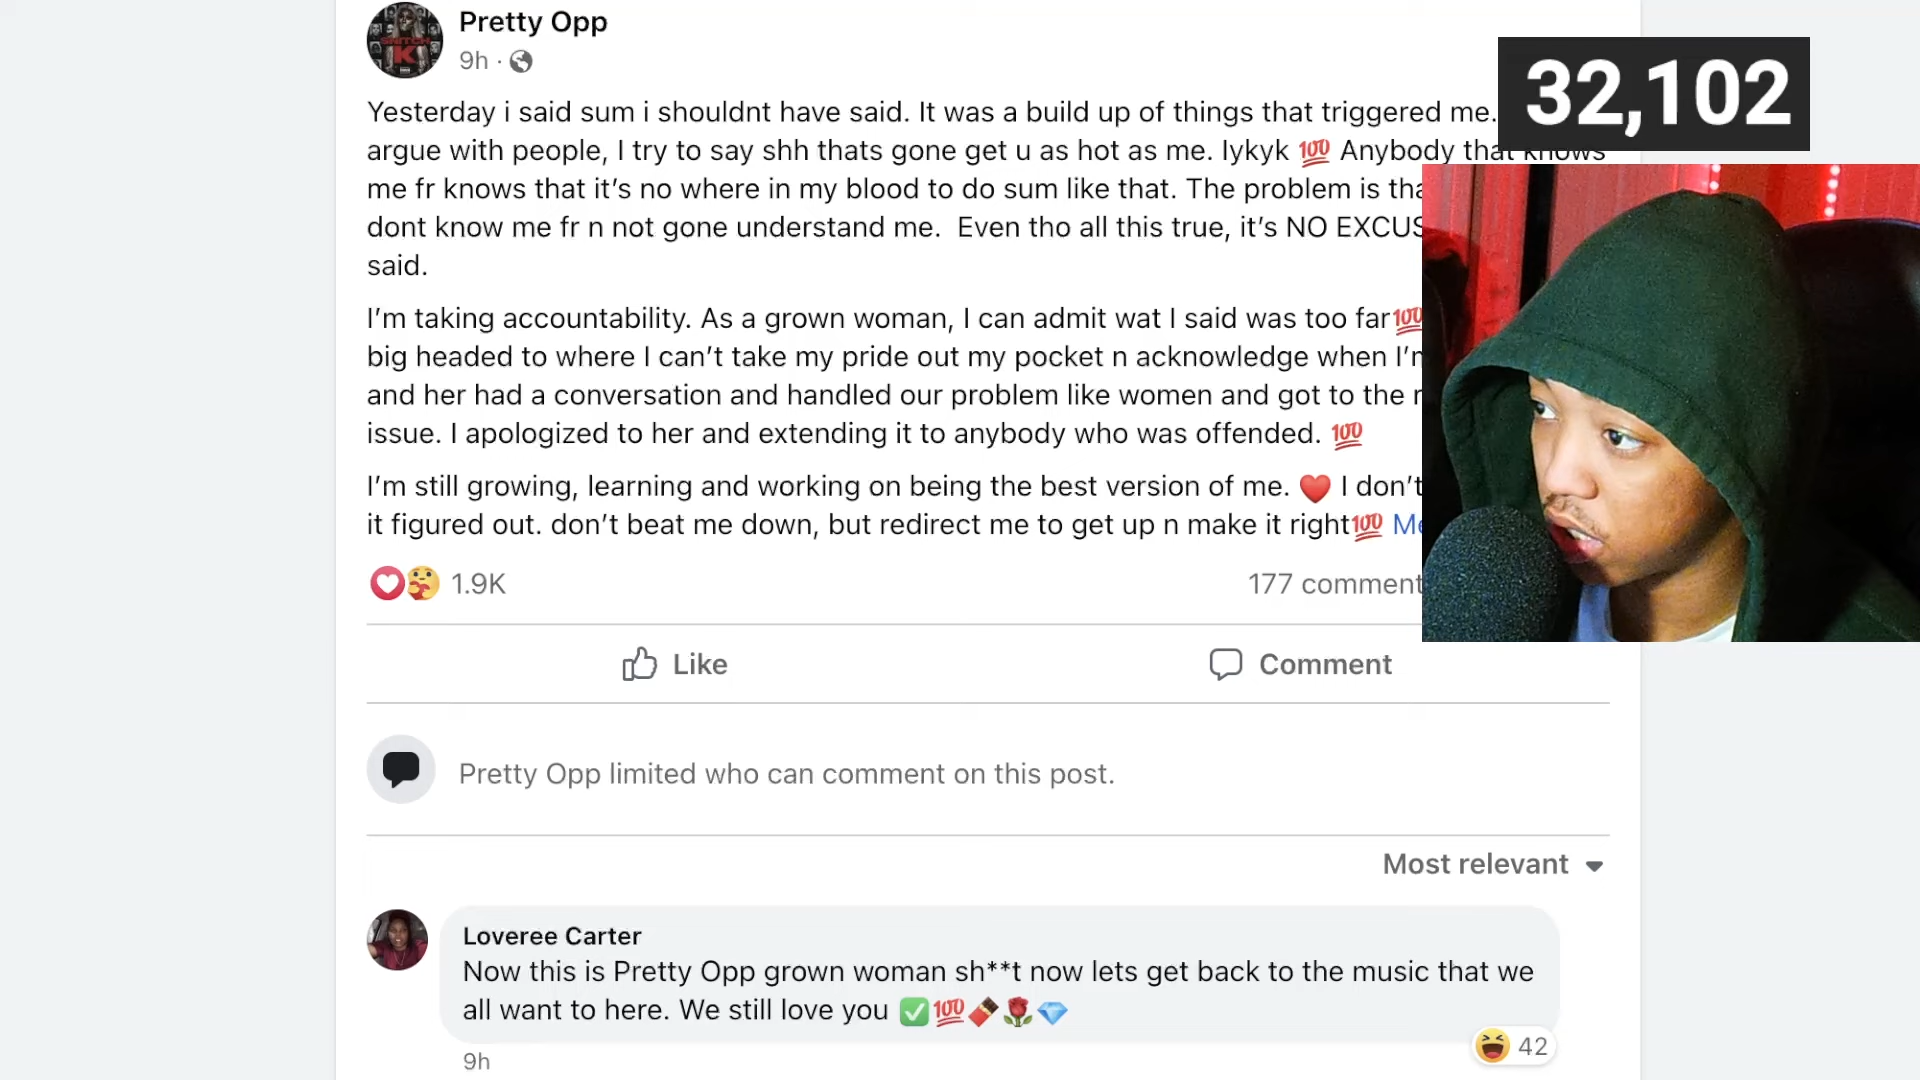 Pretty Opp
9h ·
32,102
Yesterday i said sum i shouldnt have said. It was a build up of things that triggered me.
argue with people, I try to say shh thats gone get u as hot as me. Iykyk 💯 Anybody that knows
me fr knows that it’s no where in my blood to do sum like that. The problem is
dont know me fr n not gone understand me.  Even tho all this true, it’s NO
said.
I’m taking accountability. As a grown woman, I can admit wat I said was too far💯
big headed to where I can’t take my pride out my pocket n acknowledge when
and her had a conversation and handled our problem like women and got to the
issue. I apologized to her and extending it to anybody who was offended. 💯
I’m still growing, learning and working on being the best version of me. ❤️ I don’t
it figured out. don’t beat me down, but redirect me to get up n make it right💯
1.9K
177
Like
Comment
Pretty Opp limited who can comment on this post.
Most relevant
Loveree Carter
Now this is Pretty Opp grown woman sh**t now lets get back to the music that we
all want to here. We still love you ✅💯🍫🌹💎
😆 42
9h